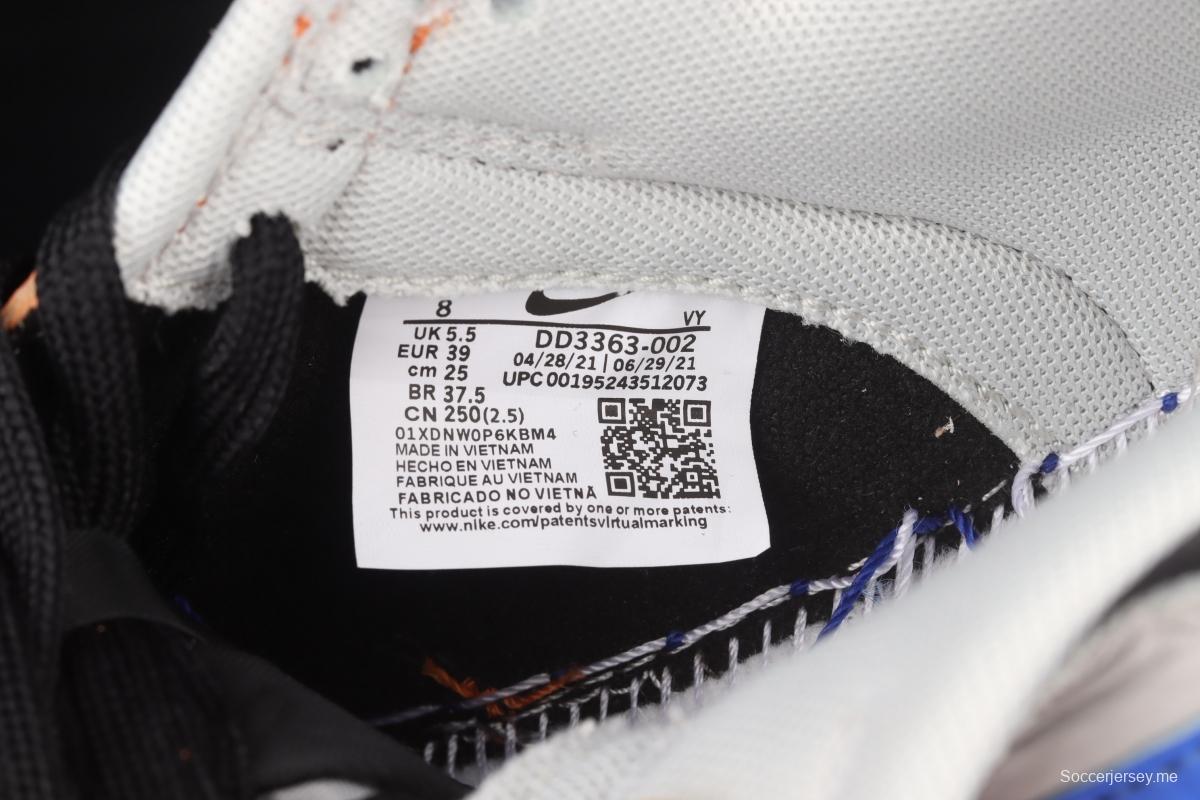 8 VY
UK 5.5
EUR 39
cm 25
BR 37.5
CN 250(2.5)
DD3363-002
04/28/21 | 06/29/21
UPC 00195243512073
01XDNW0P6KBM4
MADE IN VIETNAM
HECHO EN VIETNAM
FABRIQUE AU VIETNAM
FABRICADO NO VIETNÃ
This product is covered by one or more patents:
www.nike.com/patentsvirtualmarking
Soccerjersey.me